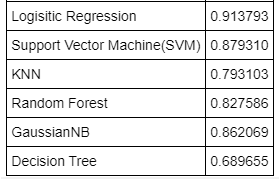 Logisitic Regression 0.913793
Support Vector Machine(SVM) 0.879310
KNN 0.793103
Random Forest 0.827586
GaussianNB 0.862069
Decision Tree 0.689655